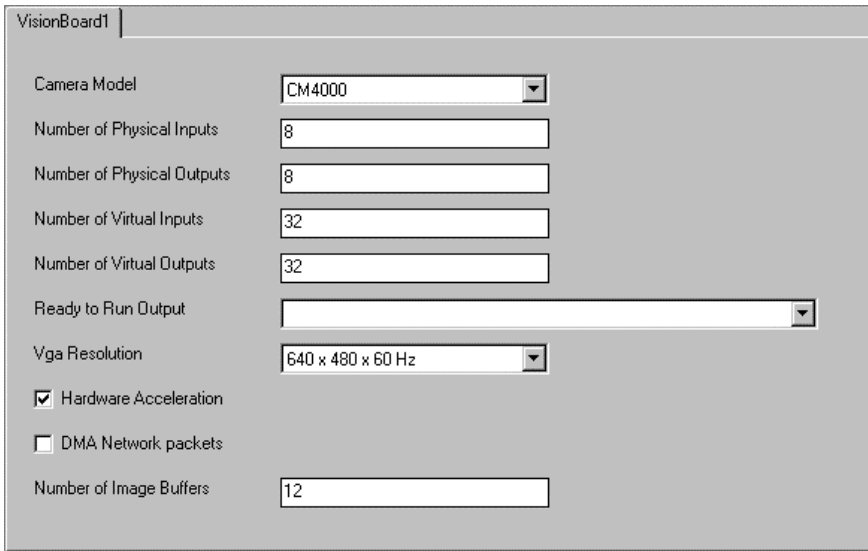 VisionBoard1
Camera Model CM4000
Number of Physical Inputs 8
Number of Physical Outputs 8
Number of Virtual Inputs 32
Number of Virtual Outputs 32
Ready to Run Output
Vga Resolution 640 x 480 x 60 Hz
Hardware Acceleration
DMA Network packets
Number of Image Buffers 12